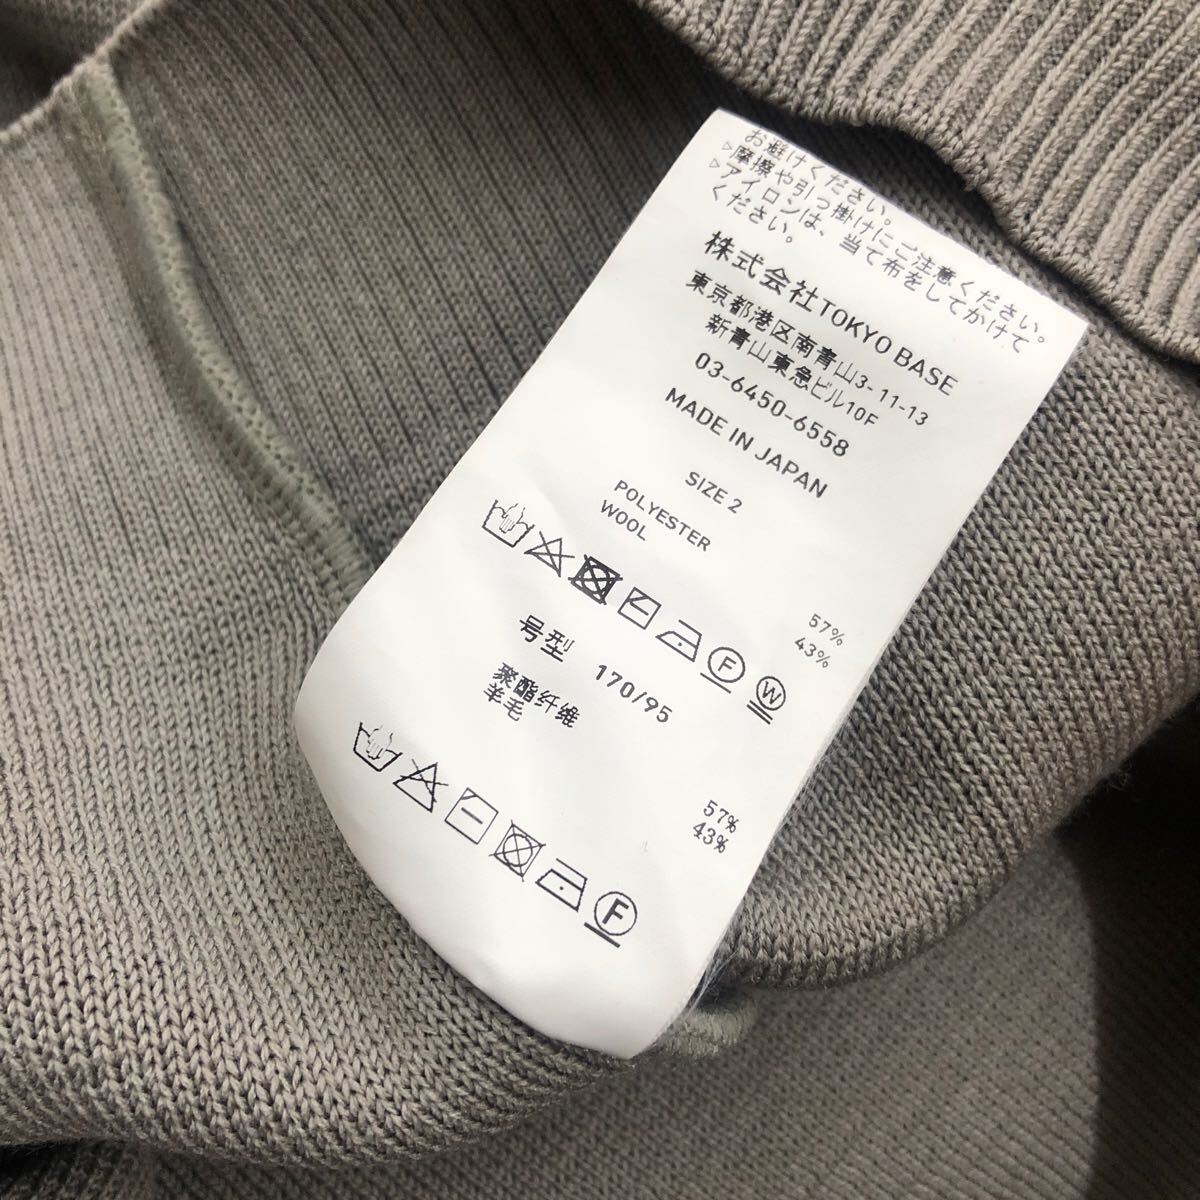 お避けください。
▷摩擦や引っ掛けにご注意ください。
▷アイロンは、当て布をしてかけて
ください。
株式会社TOKYO BASE
東京都港区南青山3-11-13
新青山東急ビル10F
03-6450-6558
MADE IN JAPAN
SIZE 2
POLYESTER 57%
WOOL 43%
F W
号型 170/95
聚酯纤维 57%
羊毛 43%
F